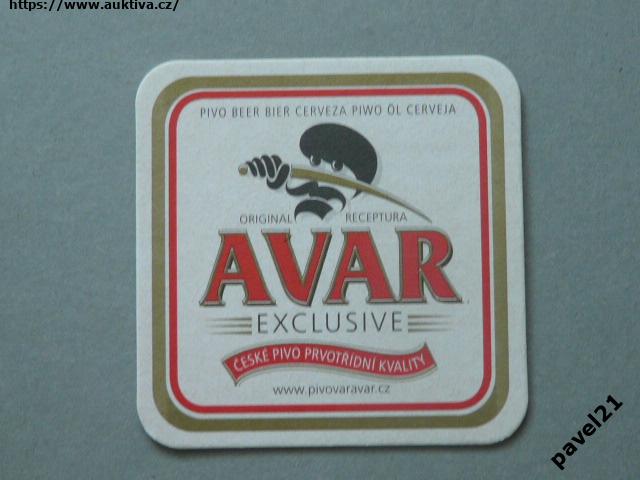 https://www.auktiva.cz/
PIVO BEER BIER CERVEZA PIWO ÖL CERVEJA
ORIGINAL RECEPTURA
AVAR
EXCLUSIVE
ČESKÉ PIVO PRVOTŘÍDNÍ KVALITY
www.pivovaravar.cz
pavel21